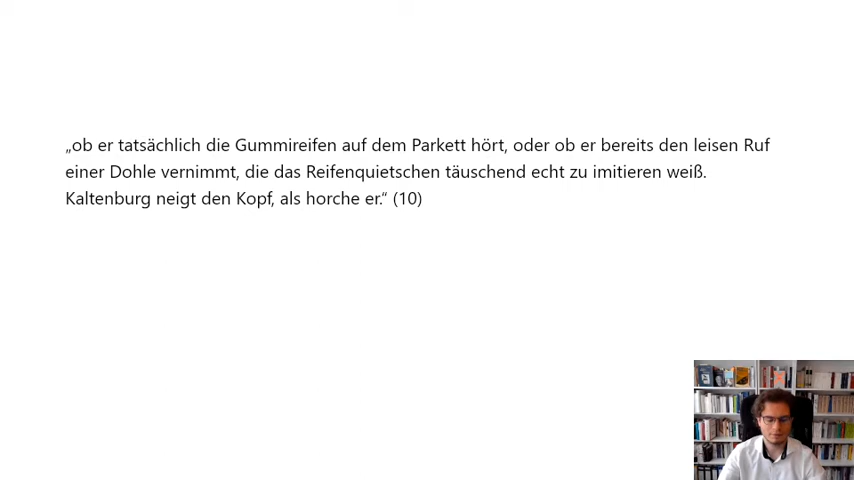 „ob er tatsächlich die Gummireifen auf dem Parkett hört, oder ob er bereits den leisen Ruf
einer Dohle vernimmt, die das Reifenquietschen täuschend echt zu imitieren weiß.
Kaltenburg neigt den Kopf, als horche er.“ (10)